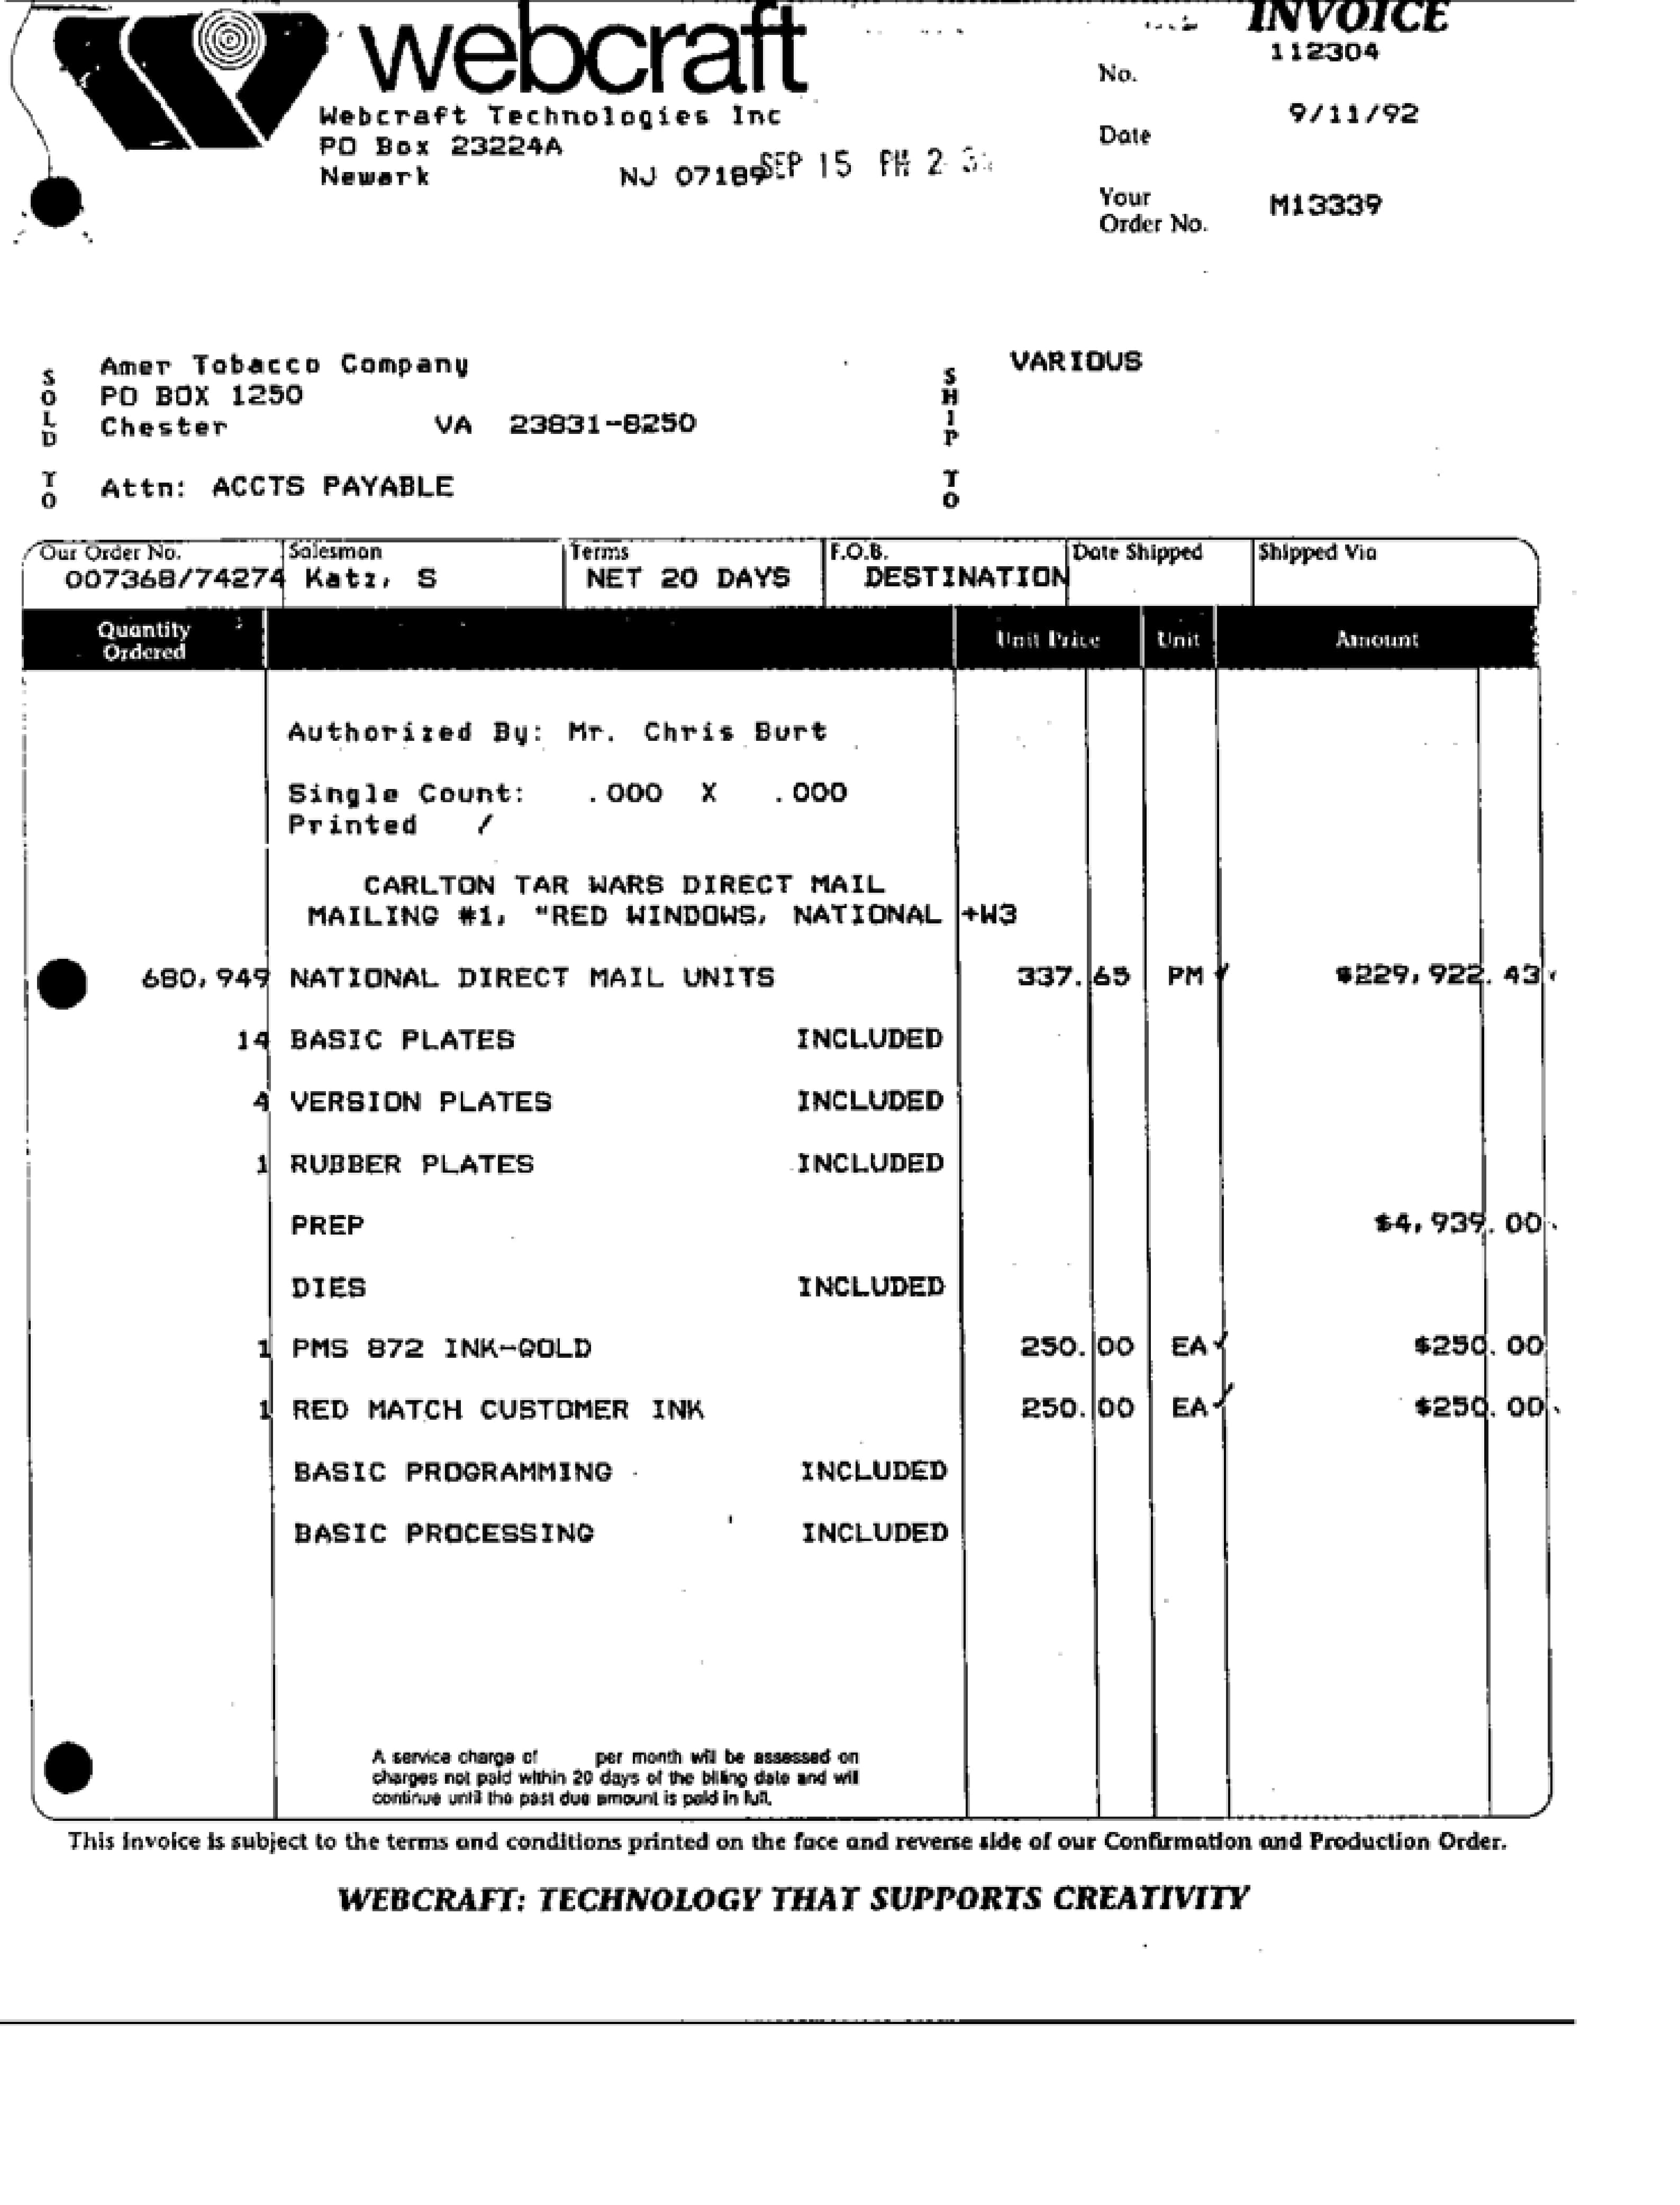 INVOICE
webcraft
No. 112304
Webcraft Technologies Inc
PO Box 23224A
Newark NJ 07189
Date 9/11/92
SEP 15 PM 2
Your
Order No. M13339
SOLD TO
Amer Tobacco Company
PO BOX 1250
Chester VA 23831-8250
Attn: ACCTS PAYABLE
SHIP TO
VARIOUS
Our Order No. Salesman Terms F.O.B. Date Shipped Shipped Via
007368/74274 Katz, S NET 20 DAYS DESTINATION
Quantity
Ordered Unit Price Unit Amount
Authorized By: Mr. Chris Burt
Single Count: .000 X .000
Printed /
CARLTON TAR WARS DIRECT MAIL
MAILING #1, "RED WINDOWS, NATIONAL +W3
680,949 NATIONAL DIRECT MAIL UNITS 337.65 PM $229,922.43
14 BASIC PLATES INCLUDED
4 VERSION PLATES INCLUDED
1 RUBBER PLATES INCLUDED
PREP $4,939.00
DIES INCLUDED
1 PMS 872 INK-GOLD 250.00 EA $250.00
1 RED MATCH CUSTOMER INK 250.00 EA $250.00
BASIC PROGRAMMING INCLUDED
BASIC PROCESSING INCLUDED
A service charge of per month will be assessed on
charges not paid within 20 days of the billing date and will
continue until the past due amount is paid in full.
This invoice is subject to the terms and conditions printed on the face and reverse side of our Confirmation and Production Order.
WEBCRAFT: TECHNOLOGY THAT SUPPORTS CREATIVITY